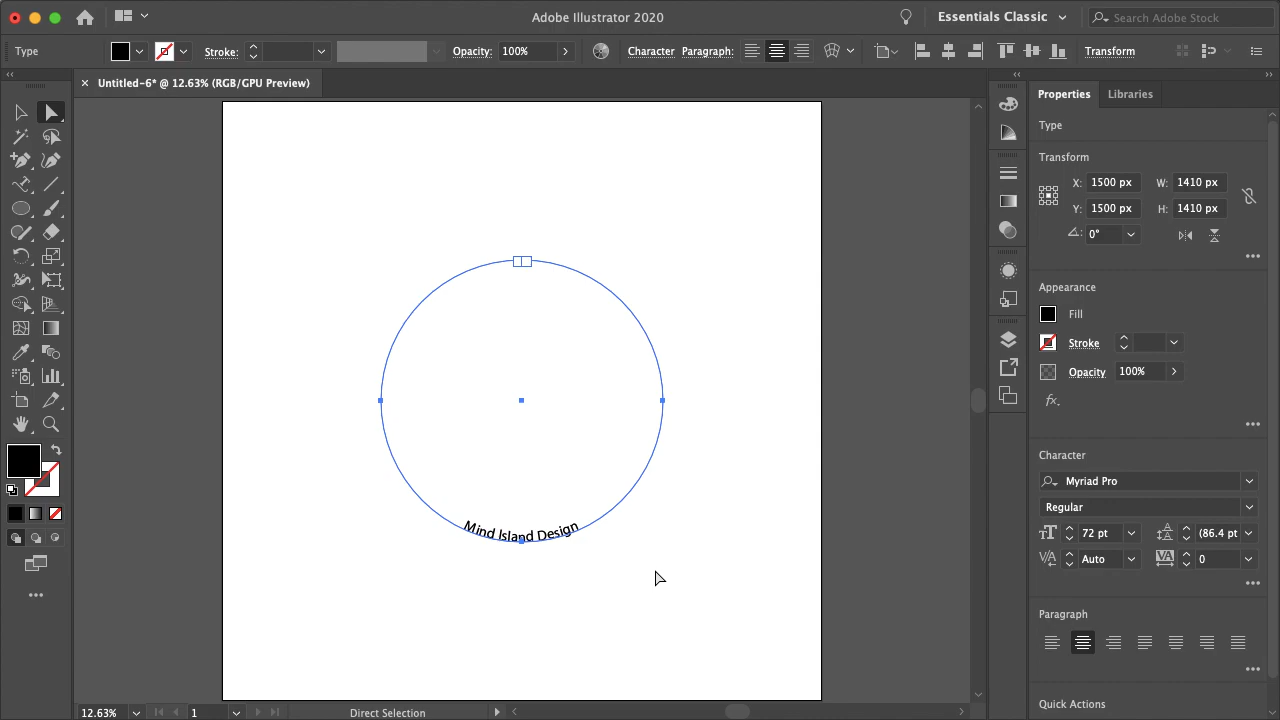 Adobe Illustrator 2020
Essentials Classic
Search Adobe Stock
Type
Stroke:
Opacity:
100%
Character
Paragraph:
Transform
Untitled-6* @ 12.63% (RGB/GPU Preview)
Properties
Libraries
Type
Transform
X:
1500 px
W:
1410 px
Y:
1500 px
H:
1410 px
0°
Appearance
Fill
Stroke
Opacity
100%
fx.
Character
Myriad Pro
Regular
72 pt
(86.4 pt
Auto
0
Paragraph
Quick Actions
Mind Island Design
12.63%
1
Direct Selection